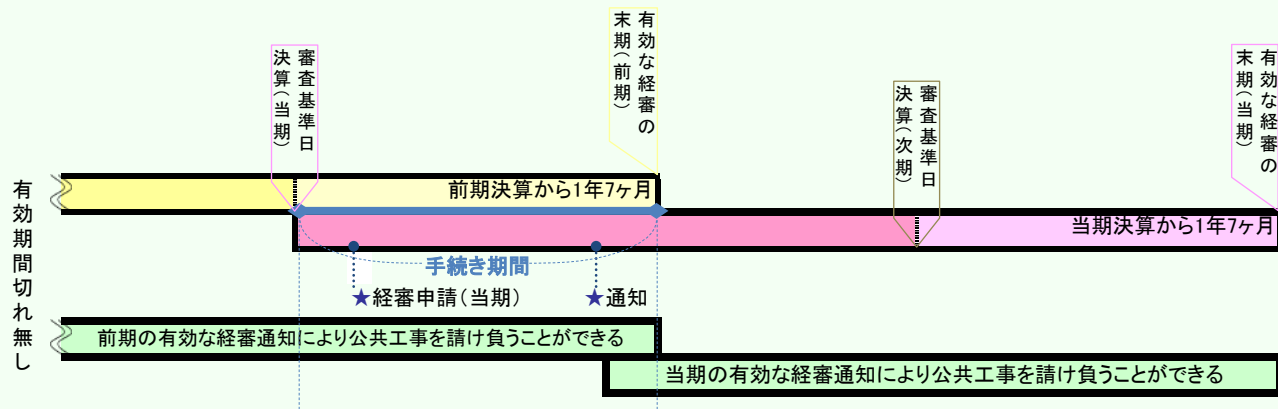 審査基準日
決算(当期)
有効な経審の
末期(前期)
審査基準日
決算(次期)
有効な経審の
末期(当期)
有効期間切れ無し
前期決算から1年7ヶ月
当期決算から1年7ヶ月
手続き期間
★経審申請(当期)
★通知
前期の有効な経審通知により公共工事を請け負うことができる
当期の有効な経審通知により公共工事を請け負うことができる